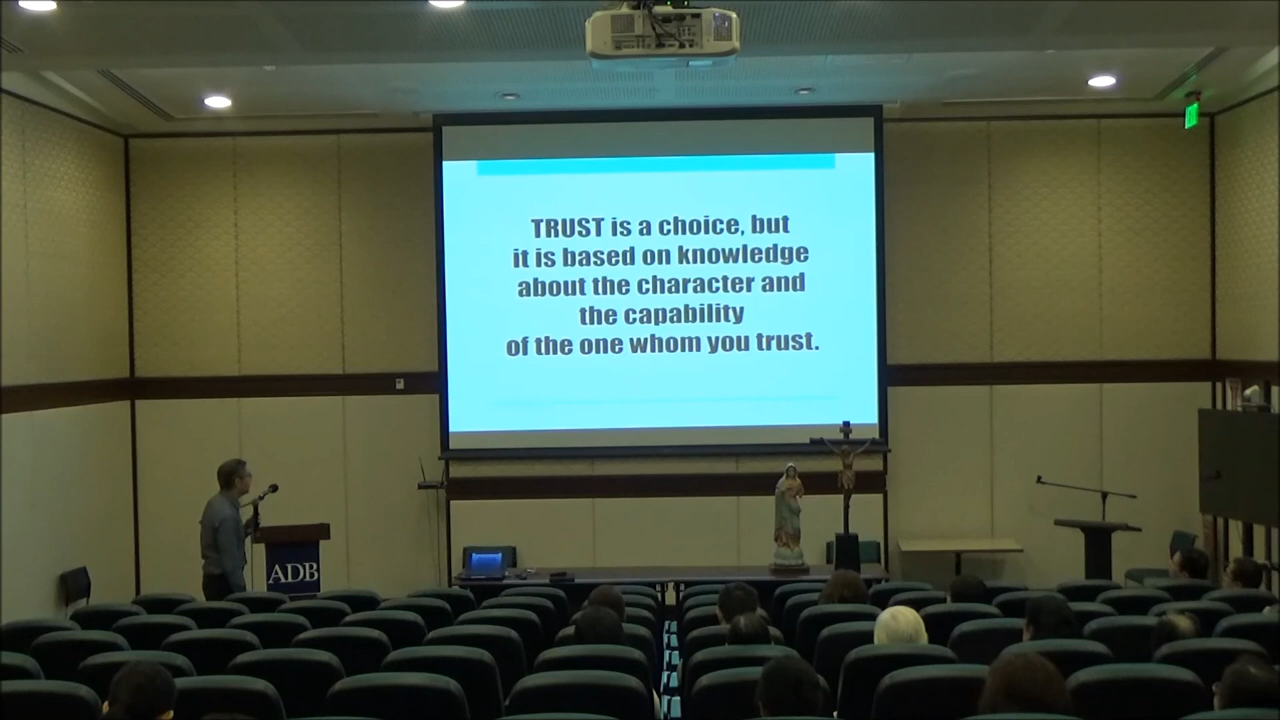 TRUST is a choice, but
it is based on knowledge
about the character and
the capability
of the one whom you trust.
ADB